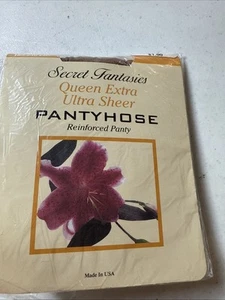 Secret Fantasies
Queen Extra
Ultra Sheer
PANTYHOSE
Reinforced Panty
Made In USA